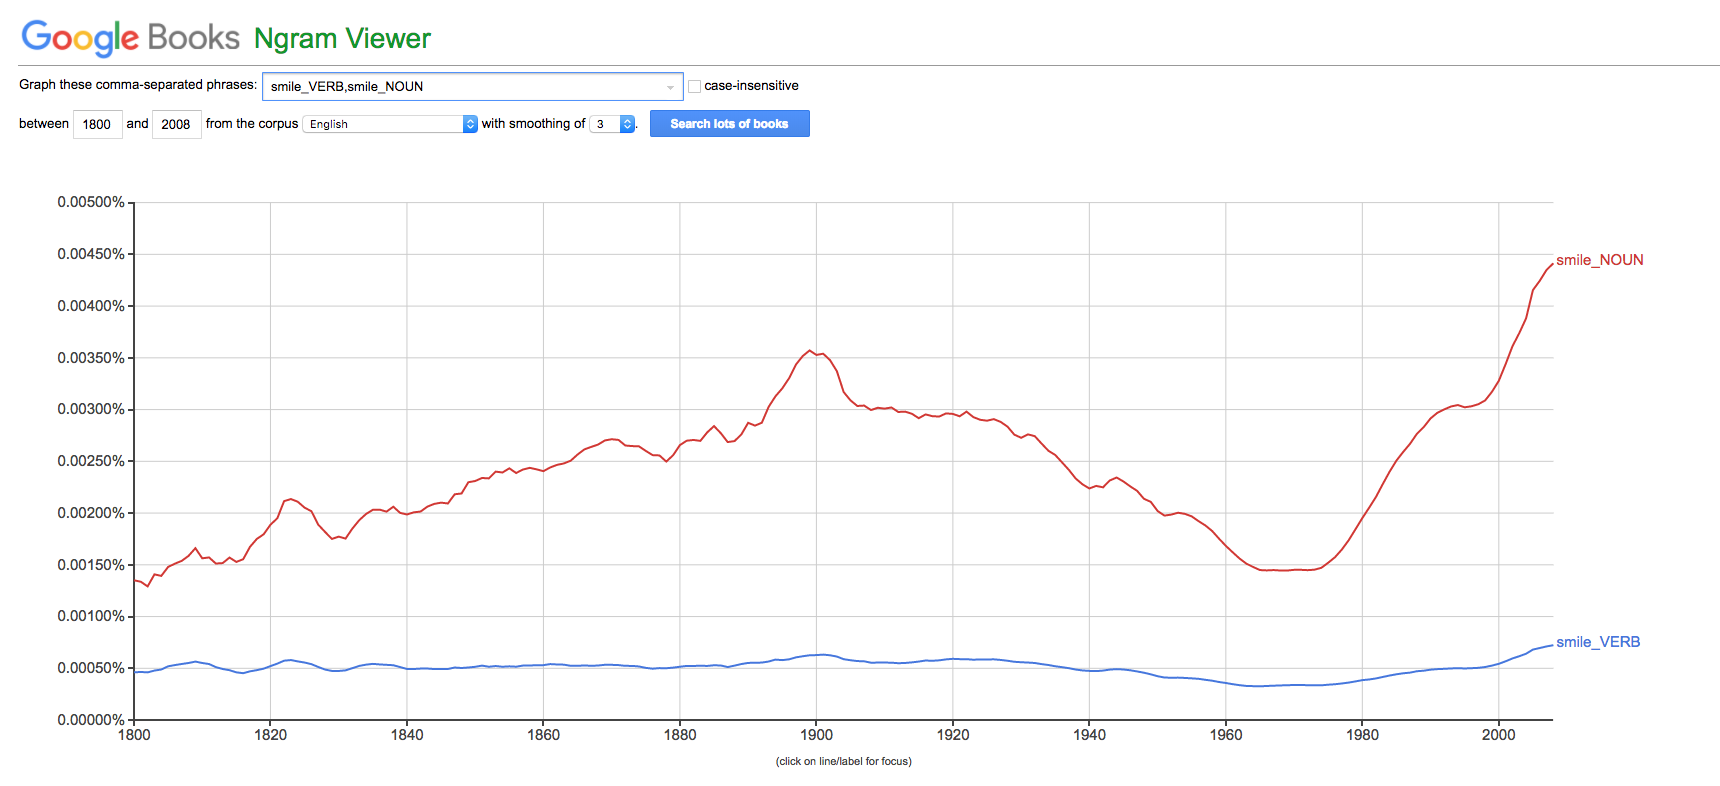 Google Books Ngram Viewer
Graph these comma-separated phrases: smile_VERB,smile_NOUN case-insensitive
between 1800 and 2008 from the corpus English with smoothing of 3 . Search lots of books
0.00500%
0.00450%
smile_NOUN
0.00400%
0.00350%
0.00300%
0.00250%
0.00200%
0.00150%
0.00100%
smile_VERB
0.00050%
0.00000%
1800 1820 1840 1860 1880 1900 1920 1940 1960 1980 2000
(click on line/label for focus)